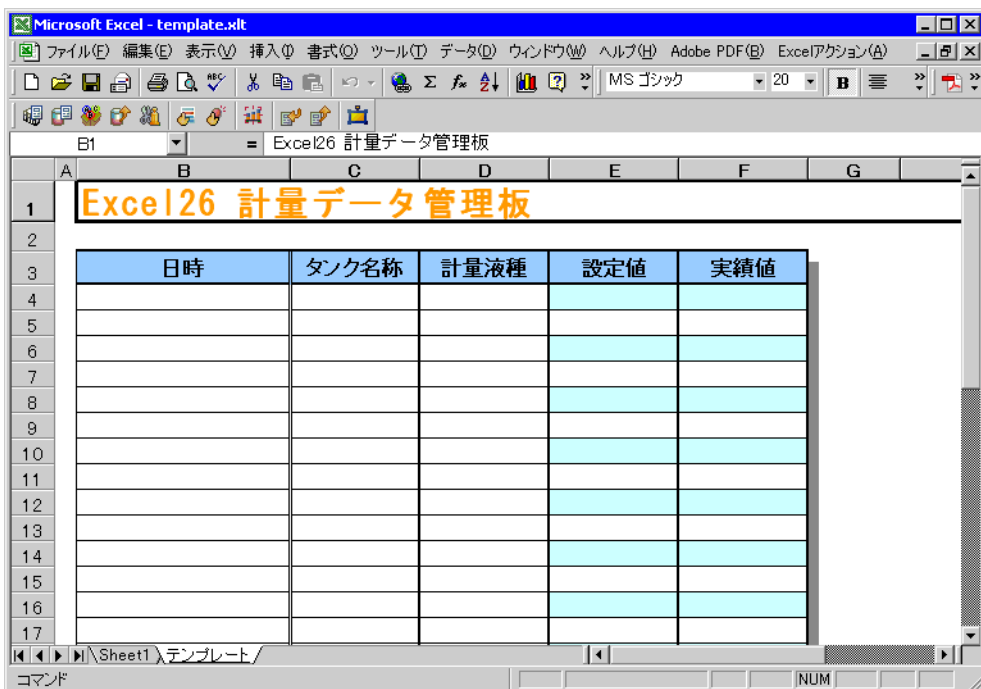 Microsoft Excel - template.xlt
ファイル(F) 編集(E) 表示(V) 挿入(I) 書式(O) ツール(T) データ(D) ウィンドウ(W) ヘルプ(H) Adobe PDF(B) Excelアクション(A)
MS ゴシック 20 B
B1 = Excel26 計量データ管理板
A B C D E F G
1 Excel26 計量データ管理板
2
3 日時 タンク名称 計量液種 設定値 実績値
4
5
6
7
8
9
10
11
12
13
14
15
16
17
Sheet1 テンプレート
コマンド NUM